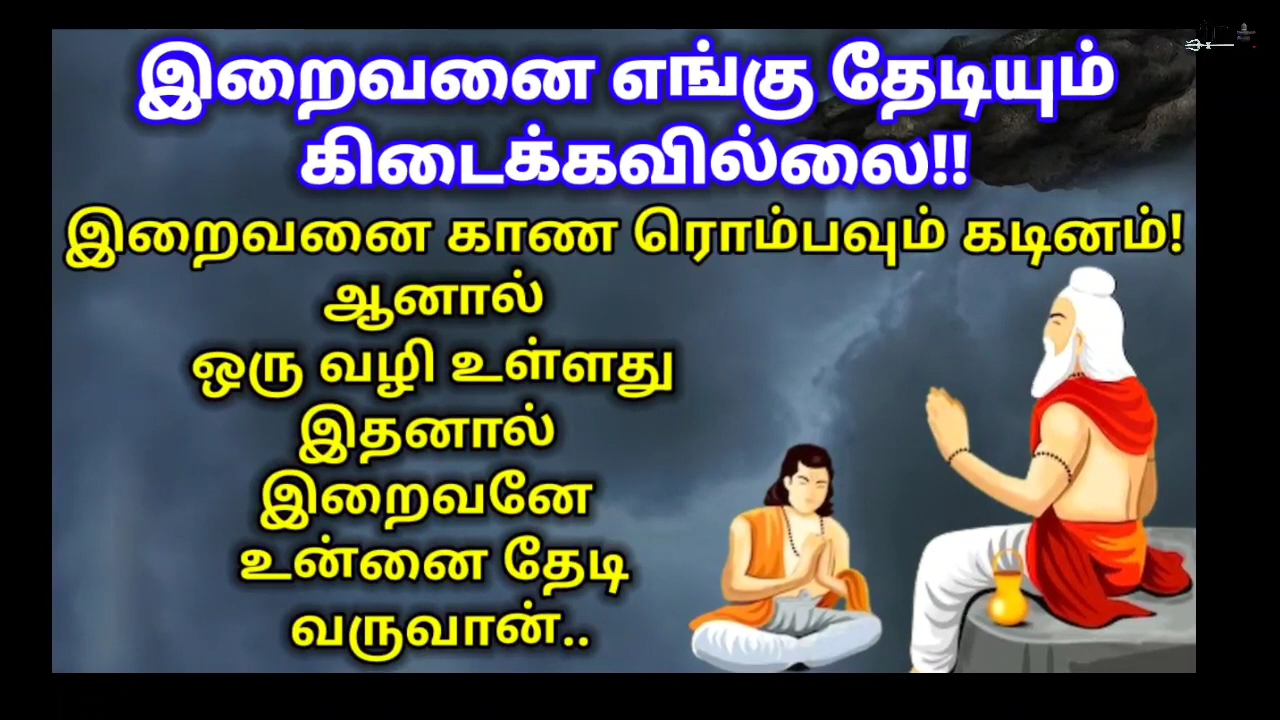 இறைவனை எங்கு தேடியும்
கிடைக்கவில்லை!!
இறைவனை காண ரொம்பவும் கடினம்!
ஆனால்
ஒரு வழி உள்ளது
இதனால்
இறைவனே
உன்னை தேடி
வருவான்..